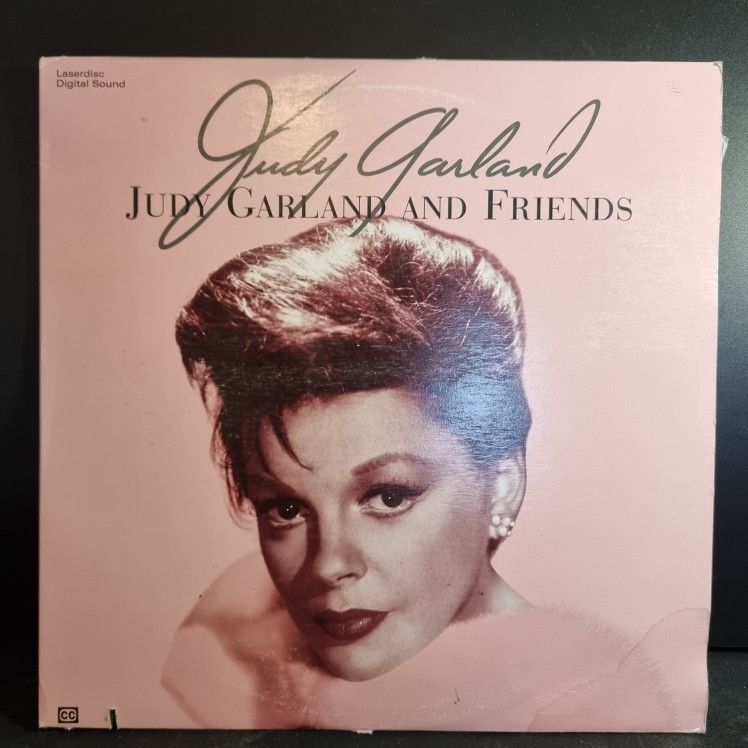 Laserdisc
Digital Sound
Judy Garland
JUDY GARLAND AND FRIENDS
CC